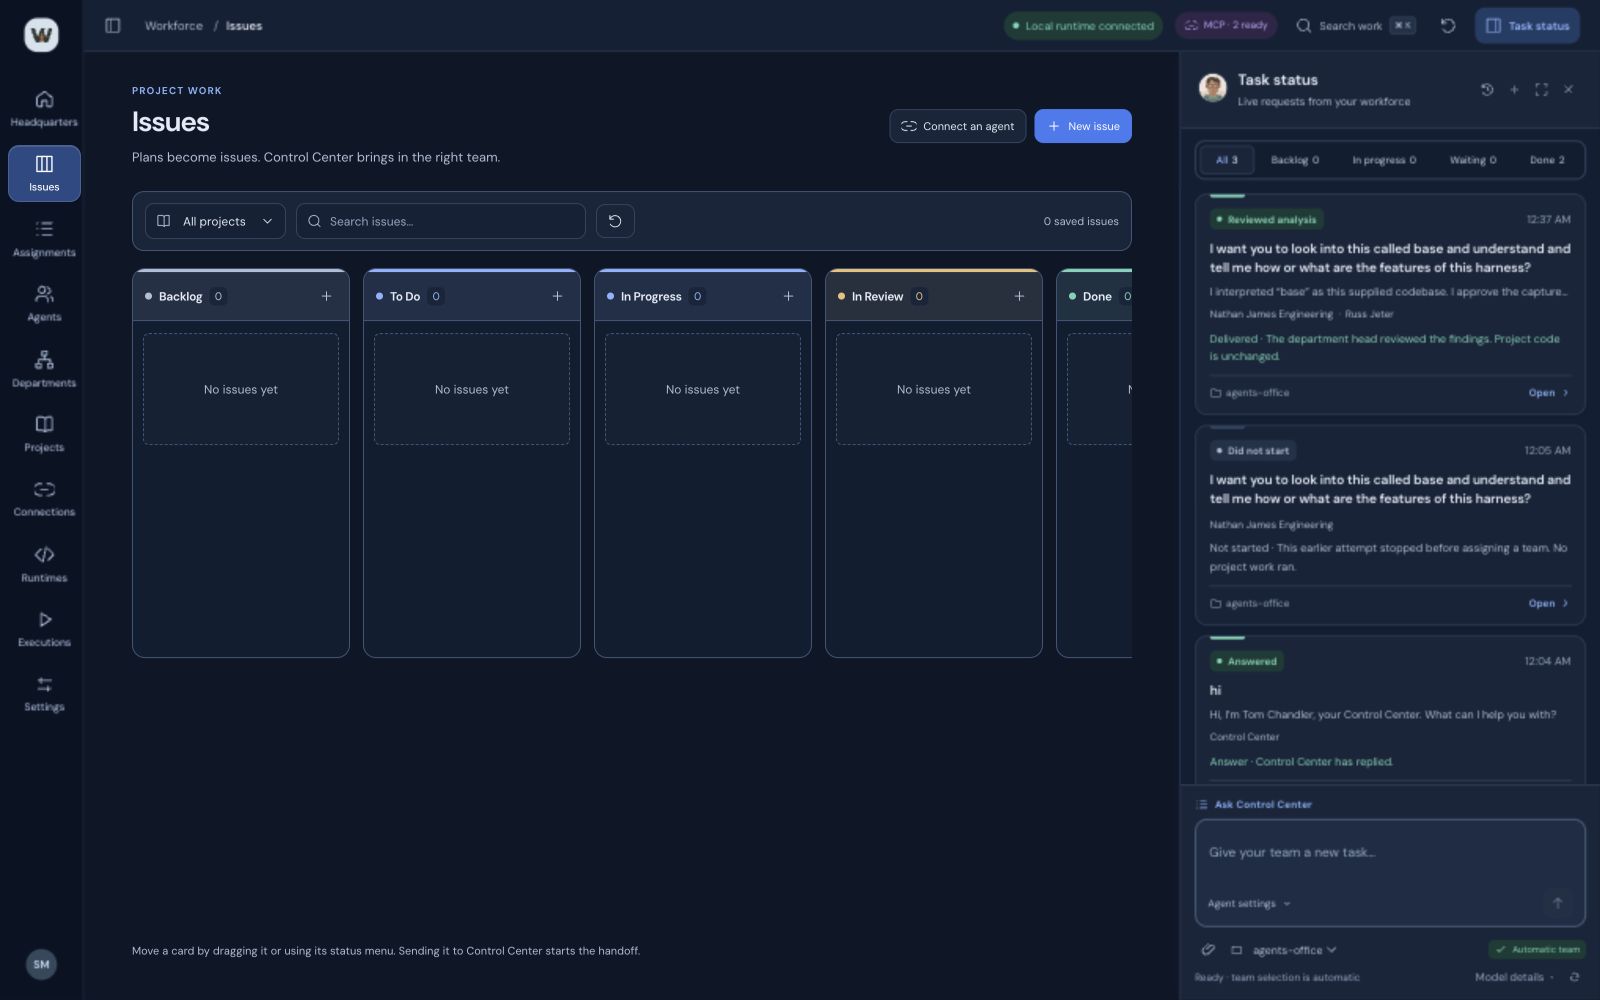 W
Workforce / Issues
Local runtime connected
MCP · 2 ready
Search work ⌘ K
Task status
Headquarters
Issues
Assignments
Agents
Departments
Projects
Connections
Runtimes
Executions
Settings
SM
PROJECT WORK
Issues
Plans become issues. Control Center brings in the right team.
Connect an agent
New issue
All projects
Search issues...
0 saved issues
Backlog 0
To Do 0
In Progress 0
In Review 0
Done 0
No issues yet
No issues yet
No issues yet
No issues yet
Move a card by dragging it or using its status menu. Sending it to Control Center starts the handoff.
Task status
Live requests from your workforce
All 3
Backlog 0
In progress 0
Waiting 0
Done 2
Reviewed analysis 12:37 AM
I want you to look into this called base and understand and
tell me how or what are the features of this harness?
I interpreted "base" as this supplied codebase. I approve the capture...
Nathan James Engineering · Russ Jeter
Delivered · The department head reviewed the findings. Project code
is unchanged.
agents-office Open
Did not start 12:05 AM
I want you to look into this called base and understand and
tell me how or what are the features of this harness?
Nathan James Engineering
Not started · This earlier attempt stopped before assigning a team. No
project work ran.
agents-office Open
Answered 12:04 AM
hi
Hi, I'm Tom Chandler, your Control Center. What can I help you with?
Control Center
Answer · Control Center has replied.
Ask Control Center
Give your team a new task...
Agent settings
agents-office
Automatic team
Ready · team selection is automatic
Model details